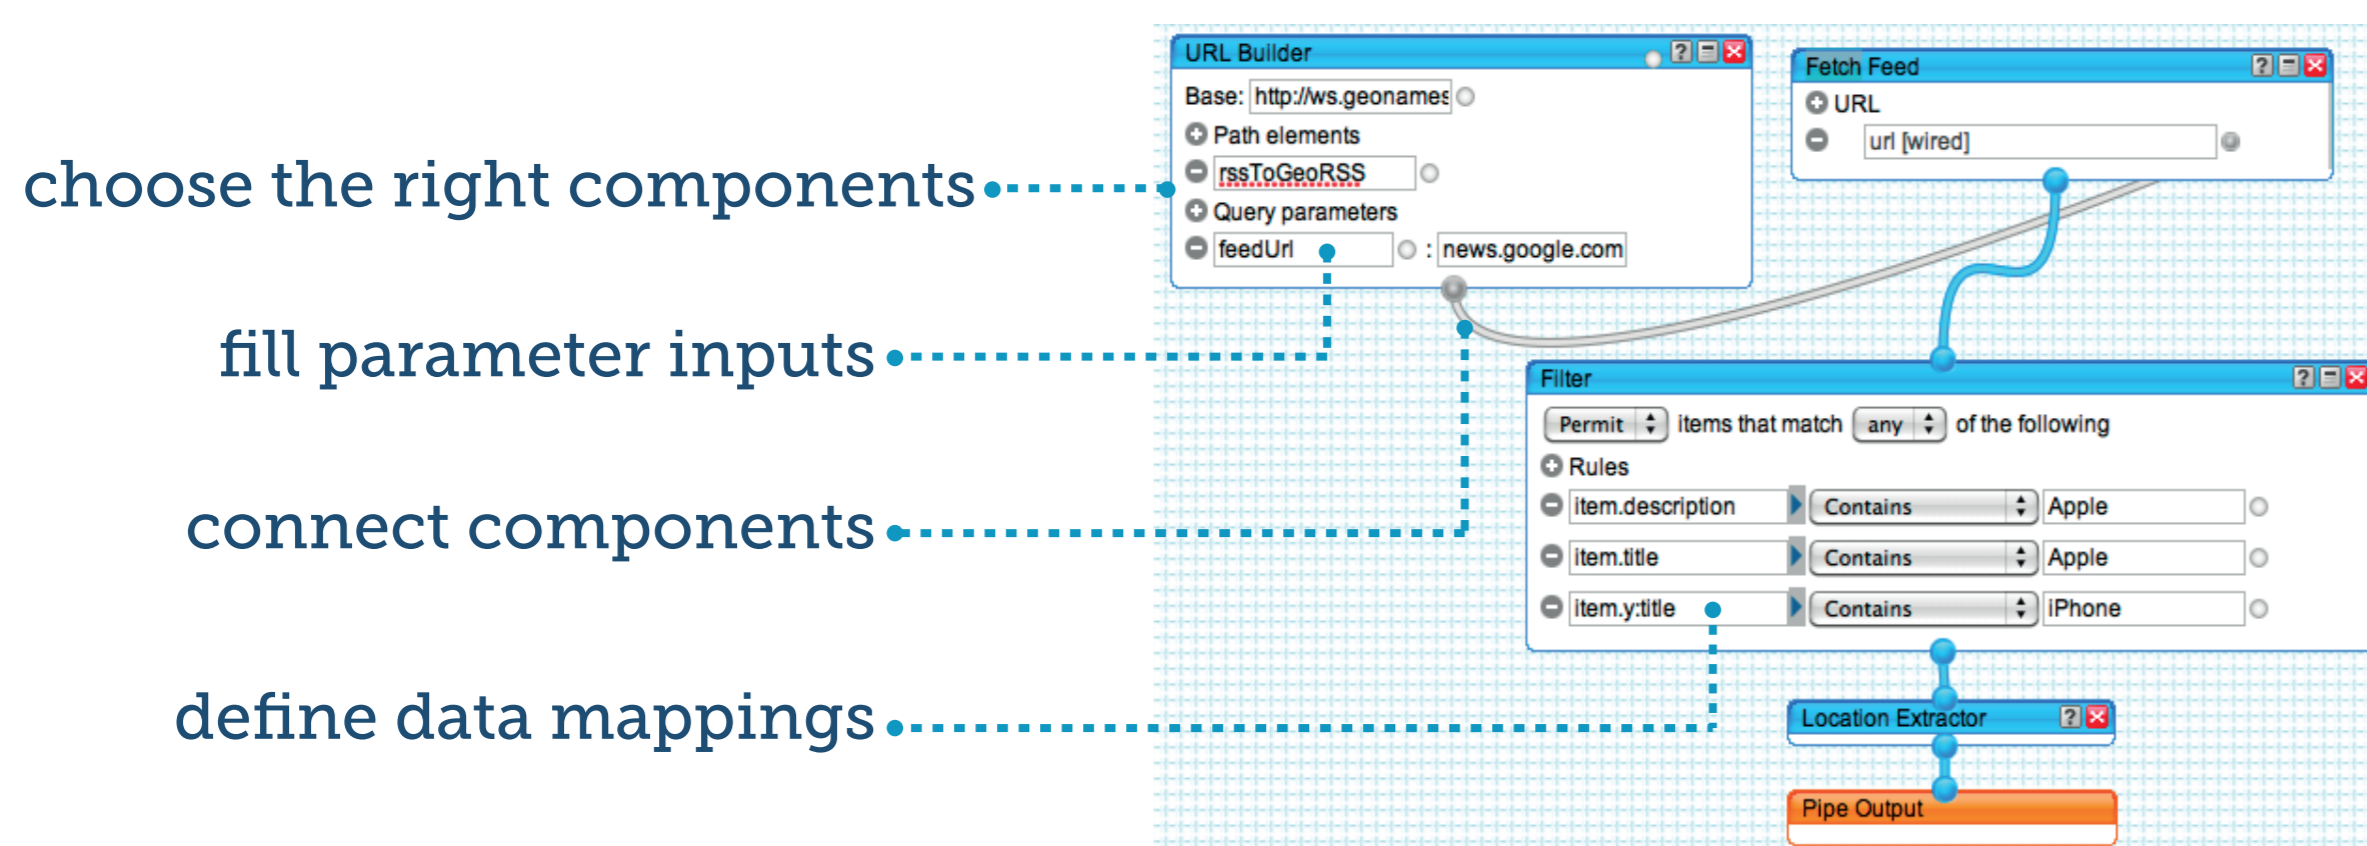 choose the right components
fill parameter inputs
connect components
define data mappings
URL Builder
Base: http://ws.geonames
Path elements
rssToGeoRSS
Query parameters
feedUrl : news.google.com
Fetch Feed
URL
url [wired]
Filter
Permit items that match any of the following
Rules
item.description Contains Apple
item.title Contains Apple
item.y:title Contains iPhone
Location Extractor
Pipe Output